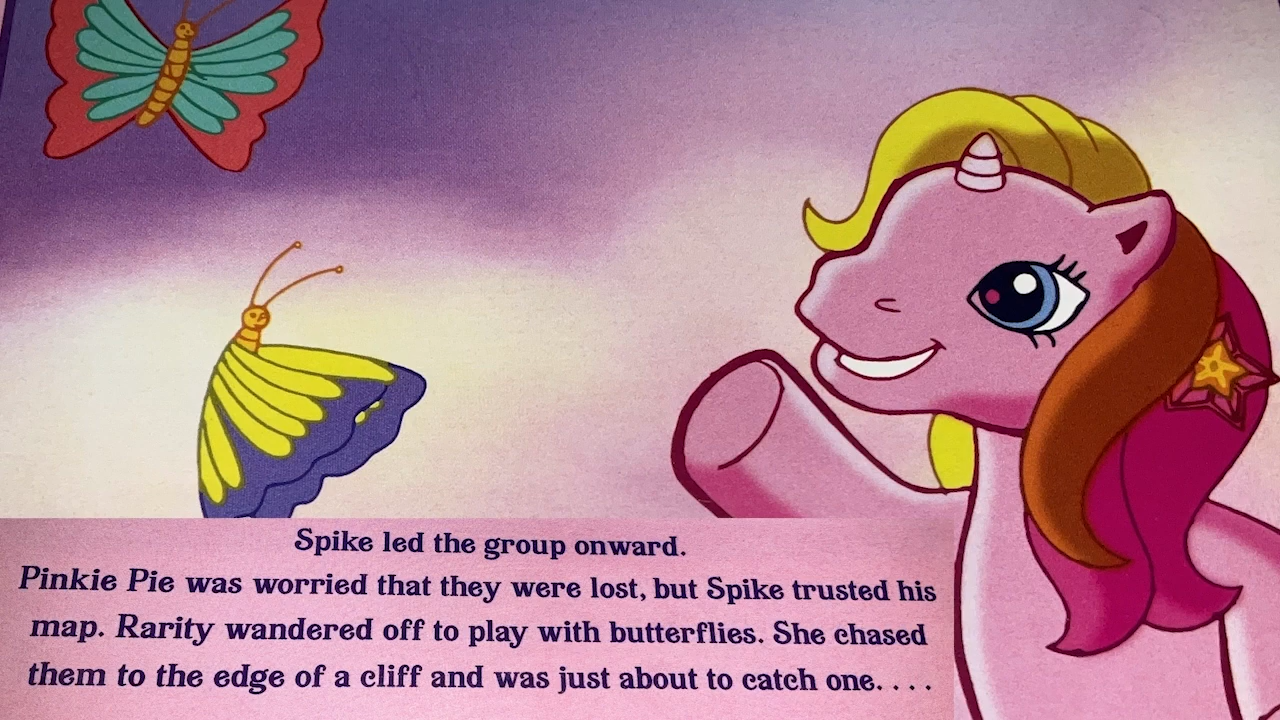 Spike led the group onward.
Pinkie Pie was worried that they were lost, but Spike trusted his
map. Rarity wandered off to play with butterflies. She chased
them to the edge of a cliff and was just about to catch one. . . .